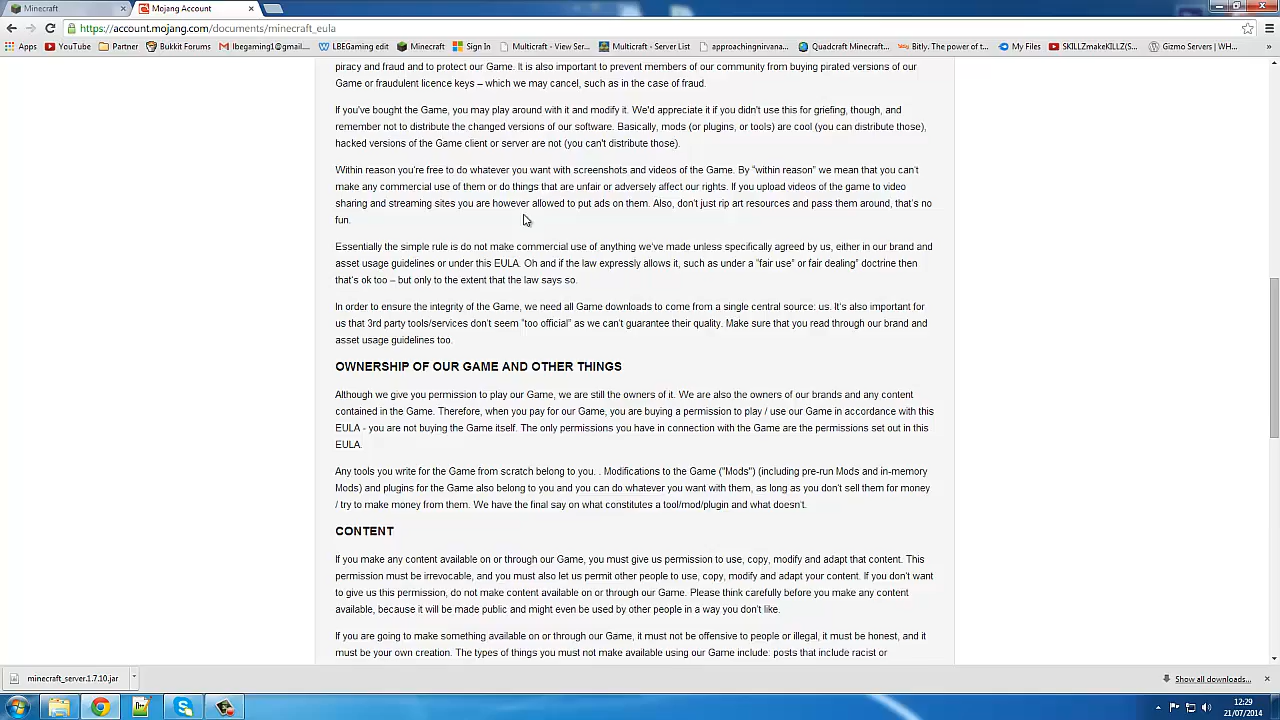 Minecraft
Mojang Account
https://account.mojang.com/documents/minecraft_eula
Apps YouTube Partner Bukkit Forums lbegaming1@gmail.... LBEGaming edit Minecraft Sign In Multicraft - View Ser... Multicraft - Server List approachingnirvana... Quadcraft Minecraft... Bitly. The power of t... My Files SKILLZmakeKILLZ(S... Gizmo Servers | WH... »
piracy and fraud and to protect our Game. It is also important to prevent members of our community from buying pirated versions of our
Game or fraudulent licence keys – which we may cancel, such as in the case of fraud.
If you've bought the Game, you may play around with it and modify it. We'd appreciate it if you didn't use this for griefing, though, and
remember not to distribute the changed versions of our software. Basically, mods (or plugins, or tools) are cool (you can distribute those),
hacked versions of the Game client or server are not (you can't distribute those).
Within reason you're free to do whatever you want with screenshots and videos of the Game. By "within reason" we mean that you can't
make any commercial use of them or do things that are unfair or adversely affect our rights. If you upload videos of the game to video
sharing and streaming sites you are however allowed to put ads on them. Also, don't just rip art resources and pass them around, that's no
fun.
Essentially the simple rule is do not make commercial use of anything we've made unless specifically agreed by us, either in our brand and
asset usage guidelines or under this EULA. Oh and if the law expressly allows it, such as under a "fair use" or fair dealing" doctrine then
that's ok too – but only to the extent that the law says so.
In order to ensure the integrity of the Game, we need all Game downloads to come from a single central source: us. It's also important for
us that 3rd party tools/services don't seem "too official" as we can't guarantee their quality. Make sure that you read through our brand and
asset usage guidelines too.
OWNERSHIP OF OUR GAME AND OTHER THINGS
Although we give you permission to play our Game, we are still the owners of it. We are also the owners of our brands and any content
contained in the Game. Therefore, when you pay for our Game, you are buying a permission to play / use our Game in accordance with this
EULA - you are not buying the Game itself. The only permissions you have in connection with the Game are the permissions set out in this
EULA.
Any tools you write for the Game from scratch belong to you. . Modifications to the Game ("Mods") (including pre-run Mods and in-memory
Mods) and plugins for the Game also belong to you and you can do whatever you want with them, as long as you don't sell them for money
/ try to make money from them. We have the final say on what constitutes a tool/mod/plugin and what doesn't.
CONTENT
If you make any content available on or through our Game, you must give us permission to use, copy, modify and adapt that content. This
permission must be irrevocable, and you must also let us permit other people to use, copy, modify and adapt your content. If you don't want
to give us this permission, do not make content available on or through our Game. Please think carefully before you make any content
available, because it will be made public and might even be used by other people in a way you don't like.
If you are going to make something available on or through our Game, it must not be offensive to people or illegal, it must be honest, and it
must be your own creation. The types of things you must not make available using our Game include: posts that include racist or
minecraft_server.1.7.10.jar
Show all downloads...
12:29
21/07/2014